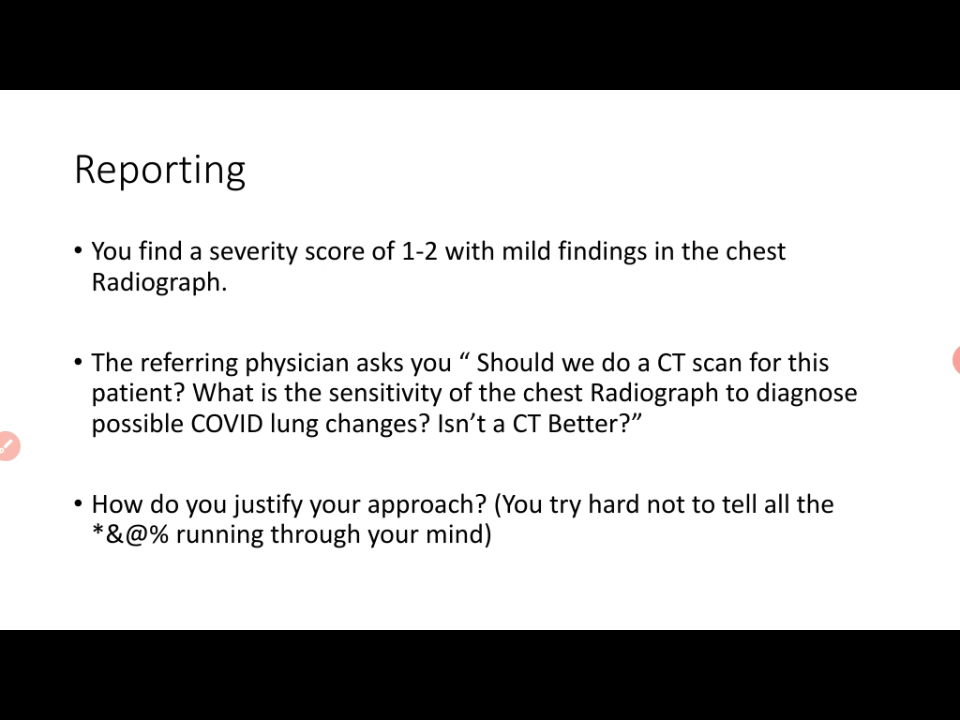 Reporting
• You find a severity score of 1-2 with mild findings in the chest
Radiograph.
• The referring physician asks you “ Should we do a CT scan for this
patient? What is the sensitivity of the chest Radiograph to diagnose
possible COVID lung changes? Isn’t a CT Better?”
• How do you justify your approach? (You try hard not to tell all the
*&@% running through your mind)